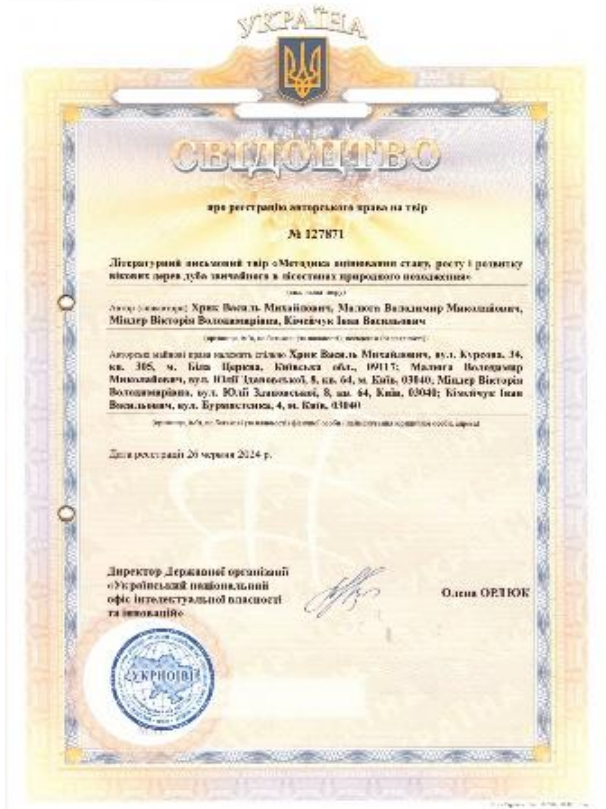 УКРАЇНА
СВІДОЦТВО
про реєстрацію авторського права на твір
№ 127871
Літературний письмовий твір «Методика оцінювання стану, росту і розвитку
вікових дерев дуба звичайного в лісостанах природного походження»
(вид, назва твору)
Автор (співавтори) Хрик Василь Михайлович, Малюга Володимир Миколайович,
Міндер Вікторія Володимирівна, Кімейчук Іван Васильович
Авторські майнові права належать спільно Хрик Василь Михайлович, вул. Курсова, 34,
кв. 305, м. Біла Церква, Київська обл., 09117; Малюга Володимир
Миколайович, вул. Юлії Здановської, 8, кв. 64, м. Київ, 03040; Міндер Вікторія
Володимирівна, вул. Юлії Здановської, 8, кв. 64, Київ, 03040; Кімейчук Іван
Васильович, вул. Бурмистенка, 4, м. Київ, 03040
Дата реєстрації 26 червня 2024 р.
Директор Державної організації
«Український національний
офіс інтелектуальної власності
та інновацій»
Олена ОРЛЮК
УКРНОІВІ